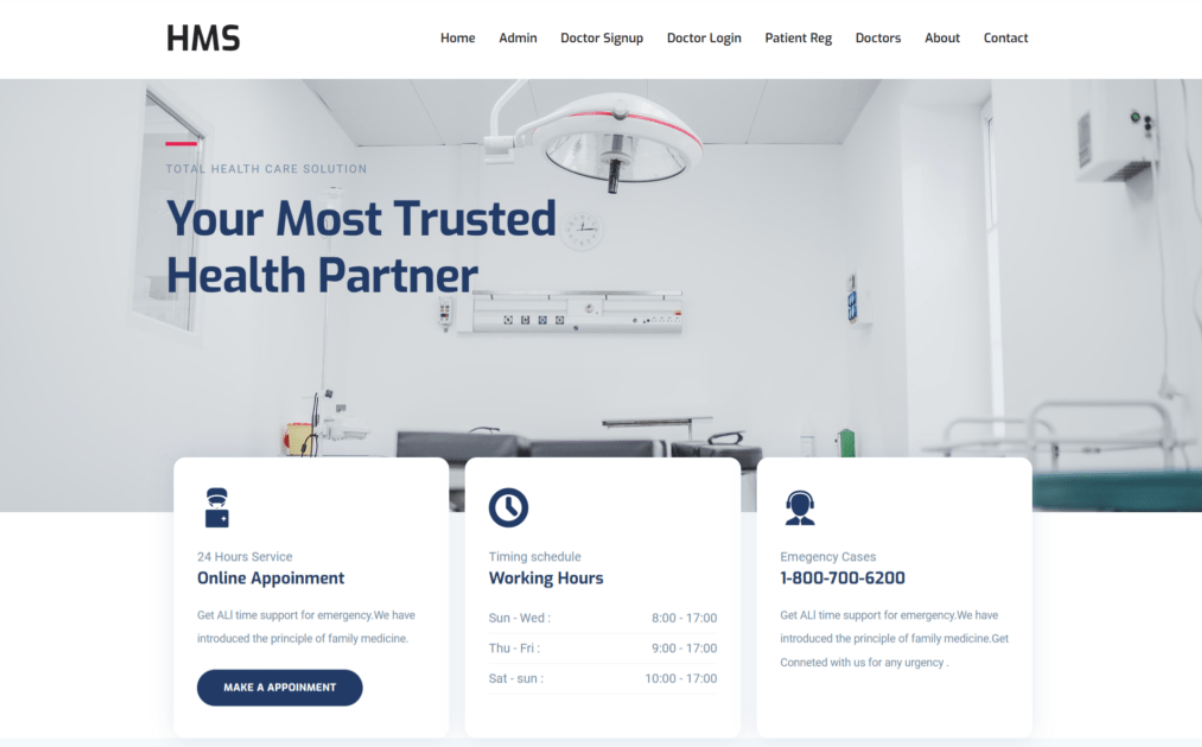 HMS
Home Admin Doctor Signup Doctor Login Patient Reg Doctors About Contact
TOTAL HEALTH CARE SOLUTION
Your Most Trusted
Health Partner
24 Hours Service
Online Appoinment
Get ALl time support for emergency.We have
introduced the principle of family medicine.
MAKE A APPOINMENT
Timing schedule
Working Hours
Sun - Wed : 8:00 - 17:00
Thu - Fri : 9:00 - 17:00
Sat - sun : 10:00 - 17:00
Emegency Cases
1-800-700-6200
Get ALl time support for emergency.We have
introduced the principle of family medicine.Get
Conneted with us for any urgency .